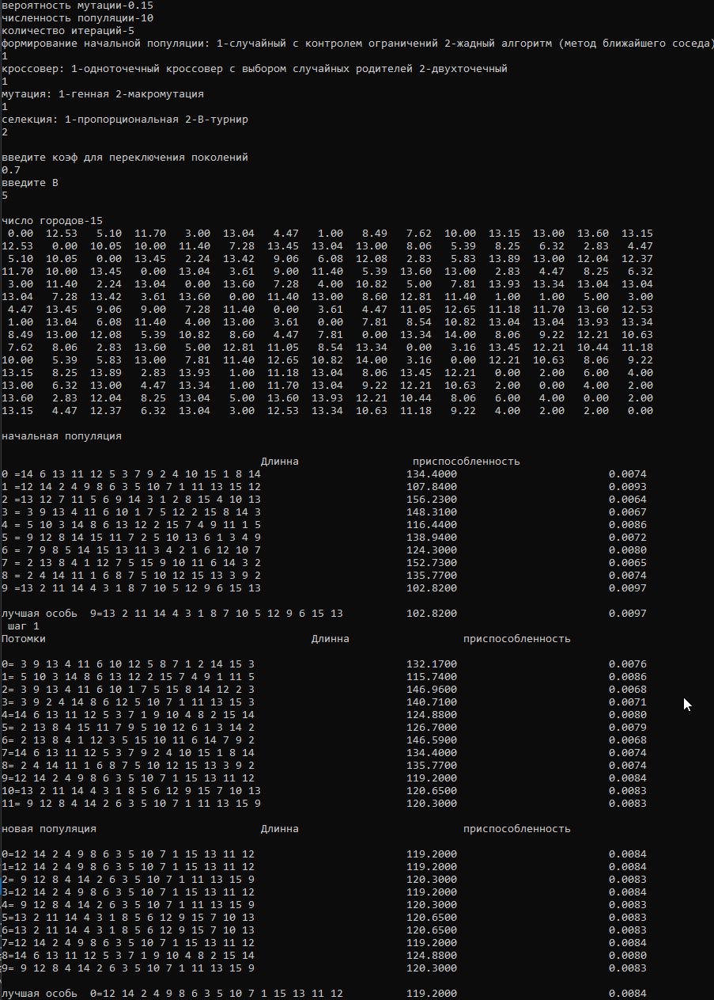 вероятность мутации-0.15
численность популяции-10
количество итераций-5
формирование начальной популяции: 1-случайный с контролем ограничений 2-жадный алгоритм (метод ближайшего соседа)
1
кроссовер: 1-одноточечный кроссовер с выбором случайных родителей 2-двухточечный
1
мутация: 1-генная 2-макромутация
1
селекция: 1-пропорциональная 2-В-турнир
2
введите коэф для переключения поколений
0.7
введите В
5
число городов-15
0.00 12.53 5.10 11.70 3.00 13.04 4.47 1.00 8.49 7.62 10.00 13.15 13.00 13.60 13.15
12.53 0.00 10.05 10.00 11.40 7.28 13.45 13.04 13.00 8.06 5.39 8.25 6.32 2.83 4.47
5.10 10.05 0.00 13.45 2.24 13.42 9.06 6.08 12.08 2.83 5.83 13.89 13.00 12.04 12.37
11.70 10.00 13.45 0.00 13.04 3.61 9.00 11.40 5.39 13.60 13.00 2.83 4.47 8.25 6.32
3.00 11.40 2.24 13.04 0.00 13.60 7.28 4.00 10.82 5.00 7.81 13.93 13.34 13.04 13.04
13.04 7.28 13.42 3.61 13.60 0.00 11.40 13.00 8.60 12.81 11.40 1.00 1.00 5.00 3.00
4.47 13.45 9.06 9.00 7.28 11.40 0.00 3.61 4.47 11.05 12.65 11.18 11.70 13.60 12.53
1.00 13.04 6.08 11.40 4.00 13.00 3.61 0.00 7.81 8.54 10.82 13.04 13.04 13.93 13.34
8.49 13.00 12.08 5.39 10.82 8.60 4.47 7.81 0.00 13.34 14.00 8.06 9.22 12.21 10.63
7.62 8.06 2.83 13.60 5.00 12.81 11.05 8.54 13.34 0.00 3.16 13.45 12.21 10.44 11.18
10.00 5.39 5.83 13.00 7.81 11.40 12.65 10.82 14.00 3.16 0.00 12.21 10.63 8.06 9.22
13.15 8.25 13.89 2.83 13.93 1.00 11.18 13.04 8.06 13.45 12.21 0.00 2.00 6.00 4.00
13.00 6.32 13.00 4.47 13.34 1.00 11.70 13.04 9.22 12.21 10.63 2.00 0.00 4.00 2.00
13.60 2.83 12.04 8.25 13.04 5.00 13.60 13.93 12.21 10.44 8.06 6.00 4.00 0.00 2.00
13.15 4.47 12.37 6.32 13.04 3.00 12.53 13.34 10.63 11.18 9.22 4.00 2.00 2.00 0.00
начальная популяция
Длинна приспособленность
0 =14 6 13 11 12 5 3 7 9 2 4 10 15 1 8 14 134.4000 0.0074
1 =12 14 2 4 9 8 6 3 5 10 7 1 11 13 15 12 107.8400 0.0093
2 =13 12 7 11 5 6 9 14 3 1 2 8 15 4 10 13 156.2300 0.0064
3 = 3 9 13 4 11 6 10 1 7 5 12 2 15 8 14 3 148.3100 0.0067
4 = 5 10 3 14 8 6 13 12 2 15 7 4 9 11 1 5 116.4400 0.0086
5 = 9 12 8 14 15 11 7 2 5 10 13 6 1 3 4 9 138.9400 0.0072
6 = 7 9 8 5 14 15 13 11 3 4 2 1 6 12 10 7 124.3000 0.0080
7 = 2 13 8 4 1 12 7 5 15 9 10 11 6 14 3 2 152.7300 0.0065
8 = 2 4 14 11 1 6 8 7 5 10 12 15 13 3 9 2 135.7700 0.0074
9 =13 2 11 14 4 3 1 8 7 10 5 12 9 6 15 13 102.8200 0.0097
лучшая особь 9=13 2 11 14 4 3 1 8 7 10 5 12 9 6 15 13 102.8200 0.0097
шаг 1
Потомки Длинна приспособленность
0= 3 9 13 4 11 6 10 12 5 8 7 1 2 14 15 3 132.1700 0.0076
1= 5 10 3 14 8 6 13 12 2 15 7 4 9 1 11 5 115.7400 0.0086
2= 3 9 13 4 11 6 10 1 7 5 15 8 14 12 2 3 146.9600 0.0068
3= 3 9 2 4 14 8 6 12 5 10 7 1 11 13 15 3 140.7100 0.0071
4=14 6 13 11 12 5 3 7 1 9 10 4 8 2 15 14 124.8800 0.0080
5= 2 13 8 4 15 11 7 9 5 10 12 6 1 3 14 2 126.7000 0.0079
6= 2 13 8 4 1 12 3 5 15 10 11 6 14 7 9 2 146.5900 0.0068
7=14 6 13 11 12 5 3 7 9 2 4 10 15 1 8 14 134.4000 0.0074
8= 2 4 14 11 1 6 8 7 5 10 12 15 13 3 9 2 135.7700 0.0074
9=12 14 2 4 9 8 6 3 5 10 7 1 15 13 11 12 119.2000 0.0084
10=13 2 11 14 4 3 1 8 5 6 12 9 15 7 10 13 120.6500 0.0083
11= 9 12 8 4 14 2 6 3 5 10 7 1 11 13 15 9 120.3000 0.0083
новая популяция Длинна приспособленность
0=12 14 2 4 9 8 6 3 5 10 7 1 15 13 11 12 119.2000 0.0084
1=12 14 2 4 9 8 6 3 5 10 7 1 15 13 11 12 119.2000 0.0084
2= 9 12 8 4 14 2 6 3 5 10 7 1 11 13 15 9 120.3000 0.0083
3=12 14 2 4 9 8 6 3 5 10 7 1 15 13 11 12 119.2000 0.0084
4= 9 12 8 4 14 2 6 3 5 10 7 1 11 13 15 9 120.3000 0.0083
5=13 2 11 14 4 3 1 8 5 6 12 9 15 7 10 13 120.6500 0.0083
6=13 2 11 14 4 3 1 8 5 6 12 9 15 7 10 13 120.6500 0.0083
7=12 14 2 4 9 8 6 3 5 10 7 1 15 13 11 12 119.2000 0.0084
8=14 6 13 11 12 5 3 7 1 9 10 4 8 2 15 14 124.8800 0.0080
9= 9 12 8 4 14 2 6 3 5 10 7 1 11 13 15 9 120.3000 0.0083
лучшая особь 0=12 14 2 4 9 8 6 3 5 10 7 1 15 13 11 12 119.2000 0.0084